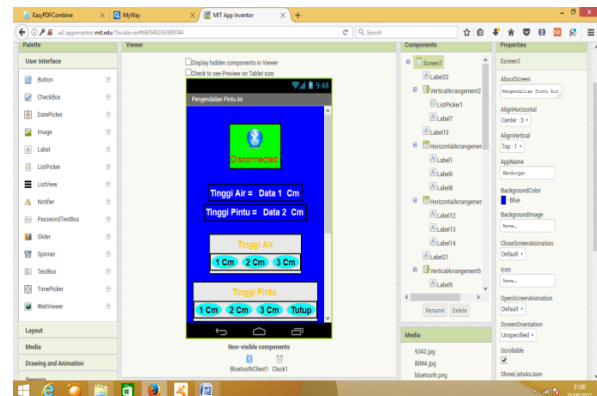 EasyPDFCombine
MyWay
MIT App Inventor
Search
Palette
Viewer
Components
Properties
User Interface
Button
CheckBox
DatePicker
Image
Label
ListPicker
ListView
Notifier
PasswordTextBox
Slider
Spinner
TextBox
TimePicker
WebViewer
Layout
Media
Drawing and Animation
Sensors
Display hidden components in Viewer
Check to see Preview on Tablet size.
9:48
Pengendalian Pintu Air
Disconnected
Tinggi Air = Data 1 Cm
Tinggi Pintu = Data 2 Cm
Tinggi Air
1 Cm 2 Cm 3 Cm
Tinggi Pintu
1 Cm 2 Cm 3 Cm Tutup
Non-visible components
BluetoothClient1 Clock1
Screen1
Label22
VerticalArrangement2
ListPicker1
Label7
Label15
HorizontalArrangemer
Label1
Label6
Label8
HorizontalArrangemer
Label12
Label13
Label14
Label21
VerticalArrangement5
Label5
Rename Delete
Media
9342.jpg
BIMA.jpg
bluetooth.png
Screen1
AboutScreen
Pengendalian Pintu Air
AlignHorizontal
Center : 3
AlignVertical
Top : 1
AppName
Bendungan
BackgroundColor
Blue
BackgroundImage
None...
CloseScreenAnimation
Default
Icon
None...
OpenScreenAnimation
Default
ScreenOrientation
Unspecified
Scrollable
ShowListsAsJson
21:00